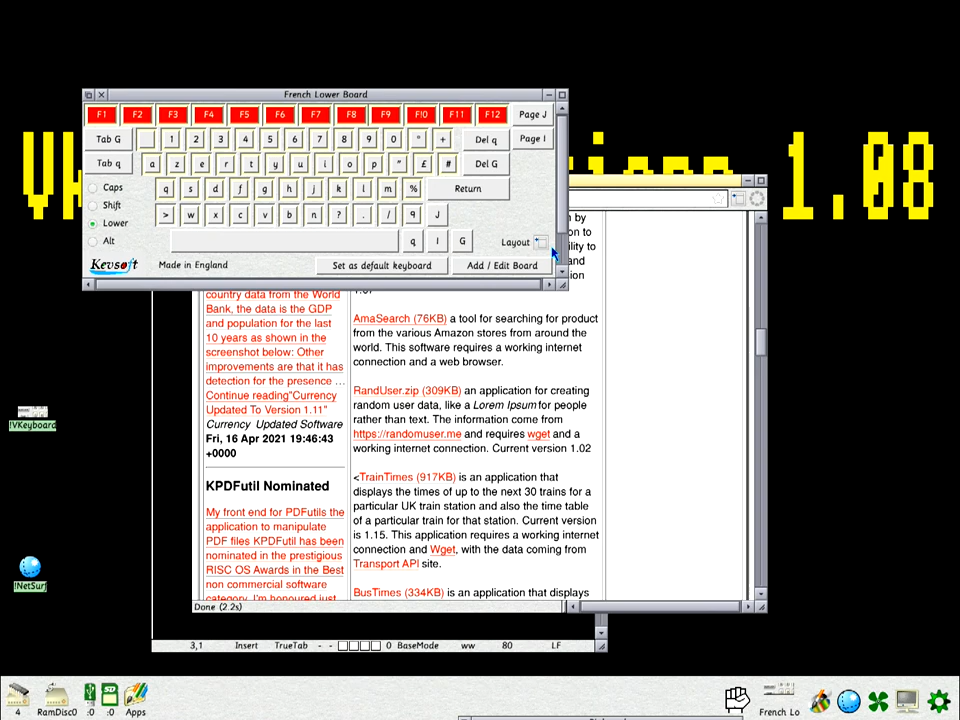 French Lower Board
F1 F2 F3 F4 F5 F6 F7 F8 F9 F!0 F11 F12 Page J
Tab G 1 2 3 4 5 6 7 8 9 0 ° + Del q Page I
Tab q a z e r t y u i o p " £ # Del G
Caps q s d f g h j k l m % Return
Shift > w x c v b n ? . / q J
Lower
Alt q I G Layout
Kevsoft Made in England Set as default keyboard Add / Edit Board
1.08
by
on to
ility to
and
ion
country data from the World
Bank, the data is the GDP
and population for the last
10 years as shown in the
screenshot below: Other
improvements are that it has
detection for the presence …
Continue reading"Currency
Updated To Version 1.11"
Currency Updated Software
Fri, 16 Apr 2021 19:46:43
+0000
KPDFutil Nominated
My front end for PDFutils the
application to manipulate
PDF files KPDFutil has been
nominated in the prestigious
RISC OS Awards in the Best
non commercial software
category. I'm honoured just
AmaSearch (76KB) a tool for searching for product
from the various Amazon stores from around the
world. This software requires a working internet
connection and a web browser.
RandUser.zip (309KB) an application for creating
random user data, like a Lorem Ipsum for people
rather than text. The information come from
https://randomuser.me and requires wget and a
working internet connection. Current version 1.02
<TrainTimes (917KB) is an application that
displays the times of up to the next 30 trains for a
particular UK train station and also the time table
of a particular train for that station. Current version
is 1.15. This application requires a working internet
connection and Wget, with the data coming from
Transport API site.
BusTimes (334KB) is an application that displays
Done (2.2s)
!VKeyboard
!NetSurf
3,1 Insert TrueTab - - 0 BaseMode ww 80 LF
4 RamDisc0 :0 :0 Apps French Lo